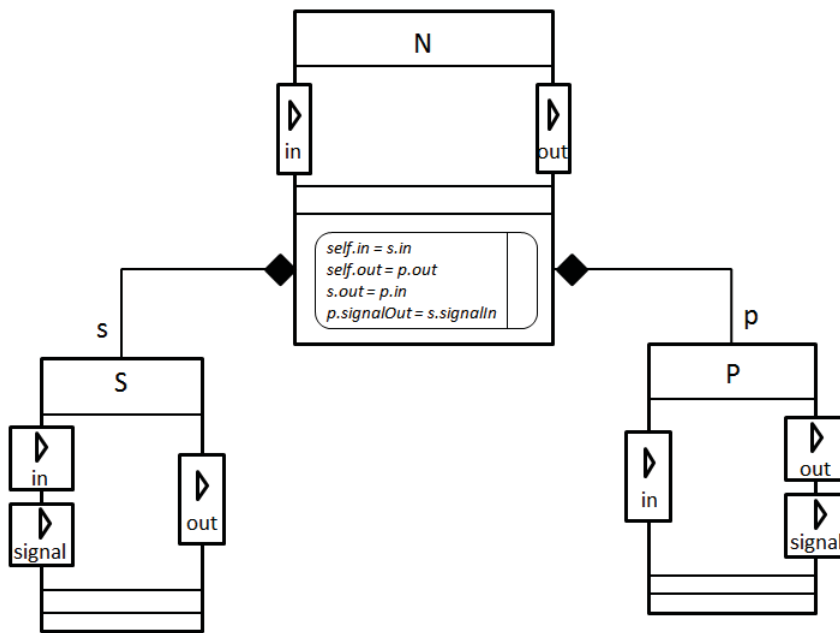 N
in
out
self.in = s.in
self.out = p.out
s.out = p.in
p.signalOut = s.signalIn
s
p
S
in
signal
out
P
in
out
signal